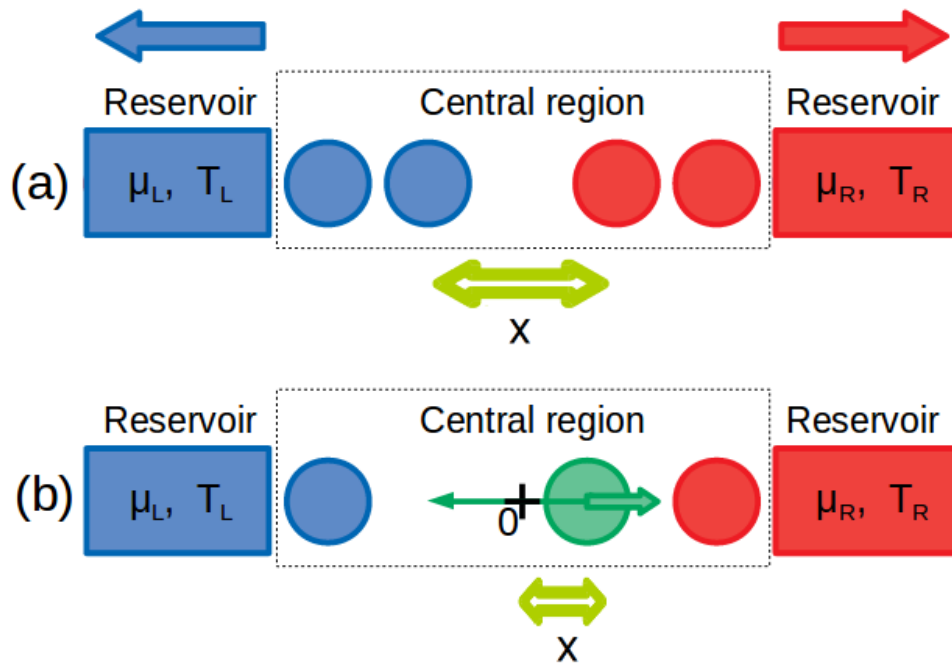 Reservoir Central region Reservoir
(a) μL, TL μR, TR
x
Reservoir Central region Reservoir
(b) μL, TL 0 μR, TR
x